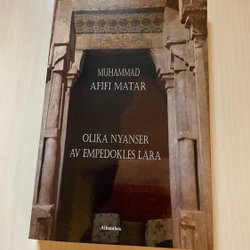 MUHAMMAD
AFIFI MATAR
OLIKA NYANSER
AV EMPEDOKLES LÄRA
Alhambra